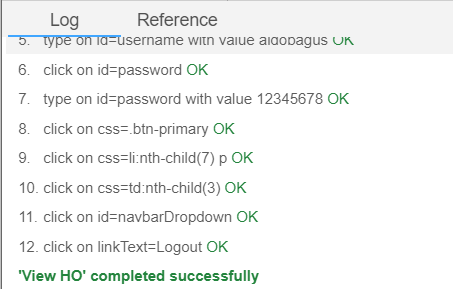 Log Reference
5. type on id=username with value aldobagus OK
6. click on id=password OK
7. type on id=password with value 12345678 OK
8. click on css=.btn-primary OK
9. click on css=li:nth-child(7) p OK
10. click on css=td:nth-child(3) OK
11. click on id=navbarDropdown OK
12. click on linkText=Logout OK
'View HO' completed successfully